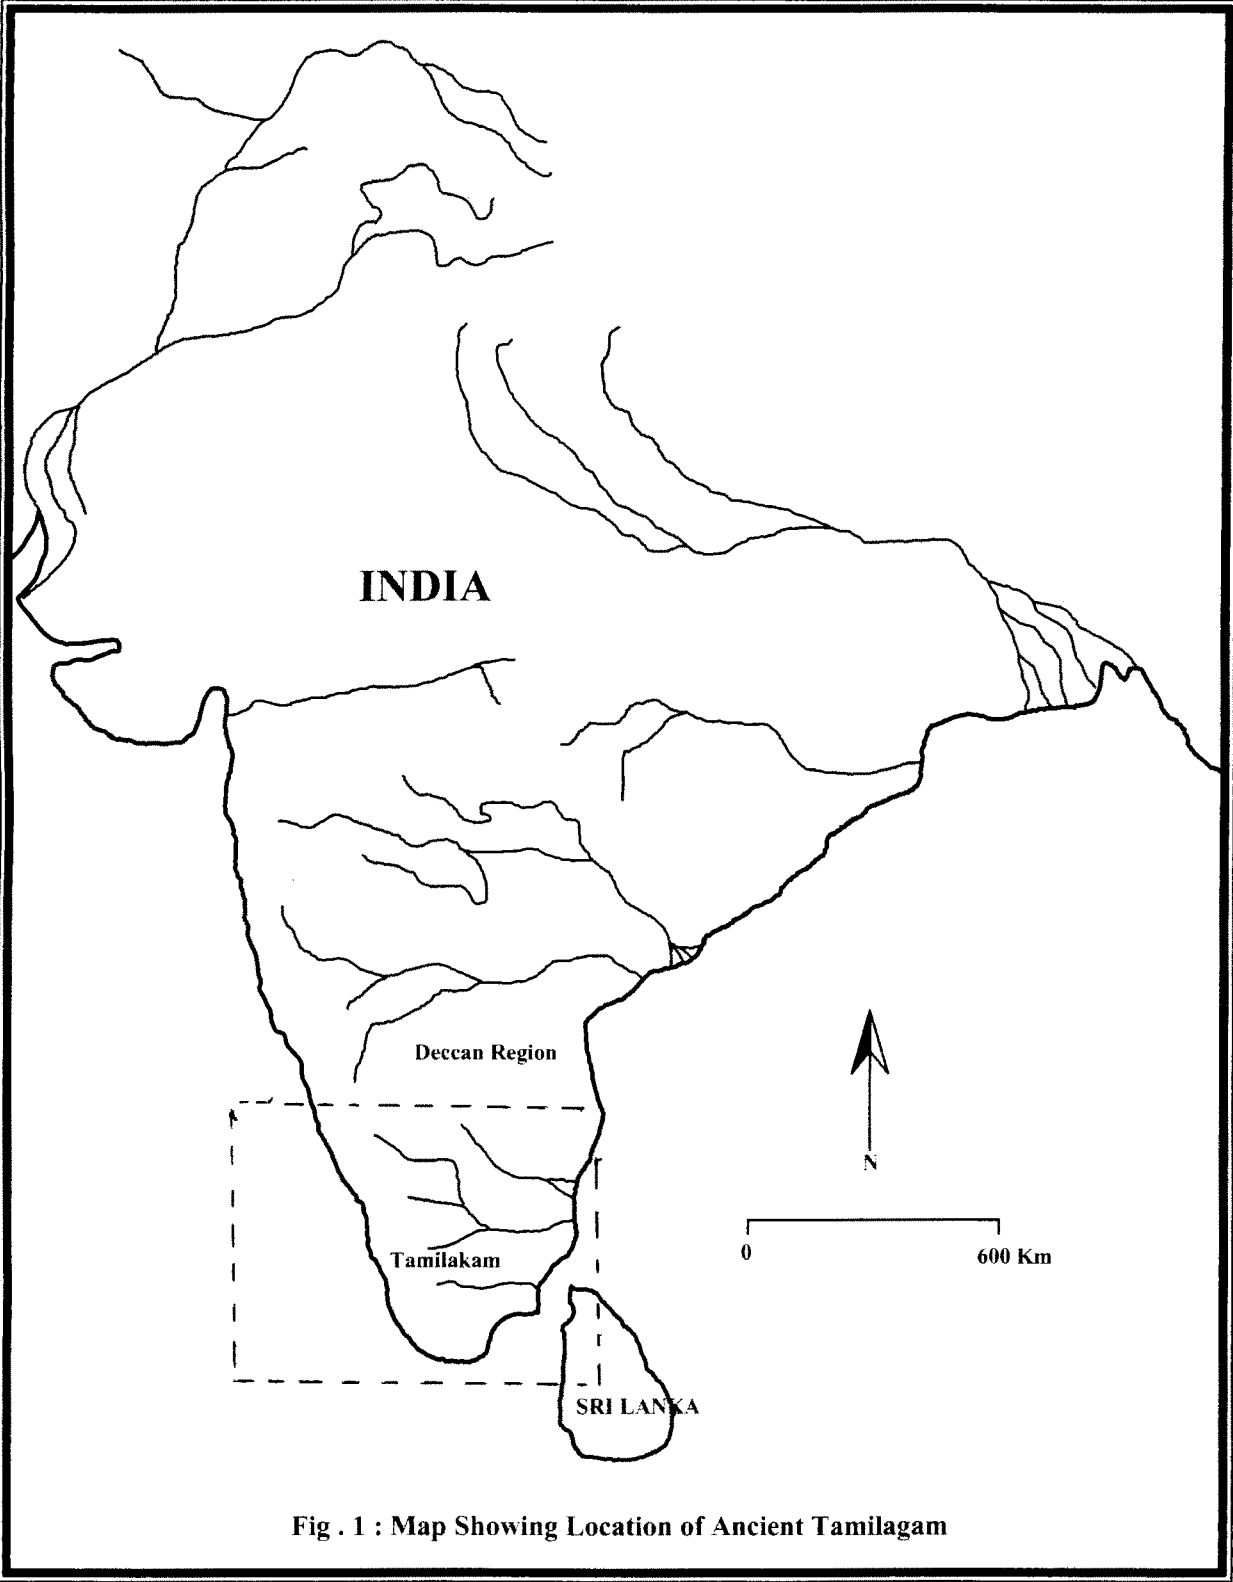 INDIA
Deccan Region
N
0
600 Km
Tamilakam
SRI LANKA
Fig . 1 : Map Showing Location of Ancient Tamilagam